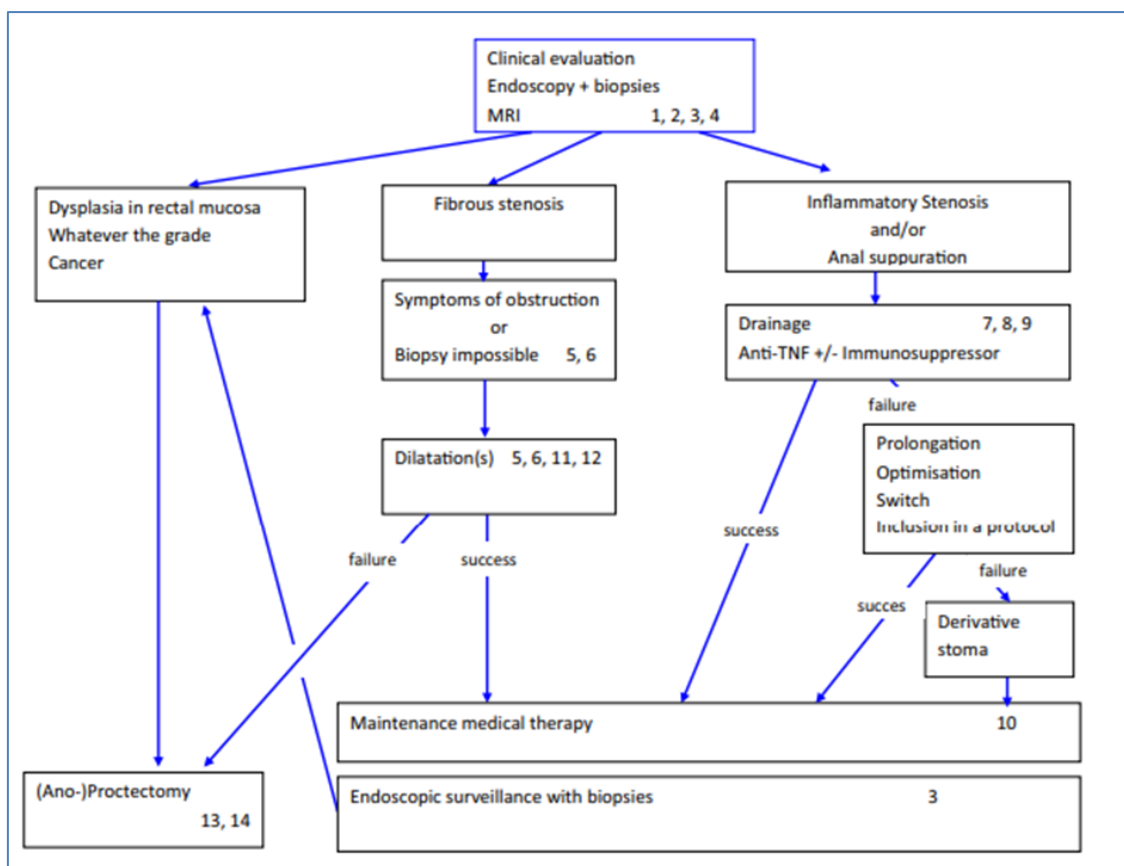 Clinical evaluation
Endoscopy + biopsies
MRI 1, 2, 3, 4
Dysplasia in rectal mucosa
Whatever the grade
Cancer
Fibrous stenosis
Inflammatory Stenosis
and/or
Anal suppuration
Symptoms of obstruction
or
Biopsy impossible 5, 6
Drainage 7, 8, 9
Anti-TNF +/- Immunosuppressor
failure
Dilatation(s) 5, 6, 11, 12
Prolongation
Optimisation
Switch
Inclusion in a protocol
success
failure
success
failure
succes
Derivative
stoma
Maintenance medical therapy 10
(Ano-)Proctectomy
13, 14
Endoscopic surveillance with biopsies 3